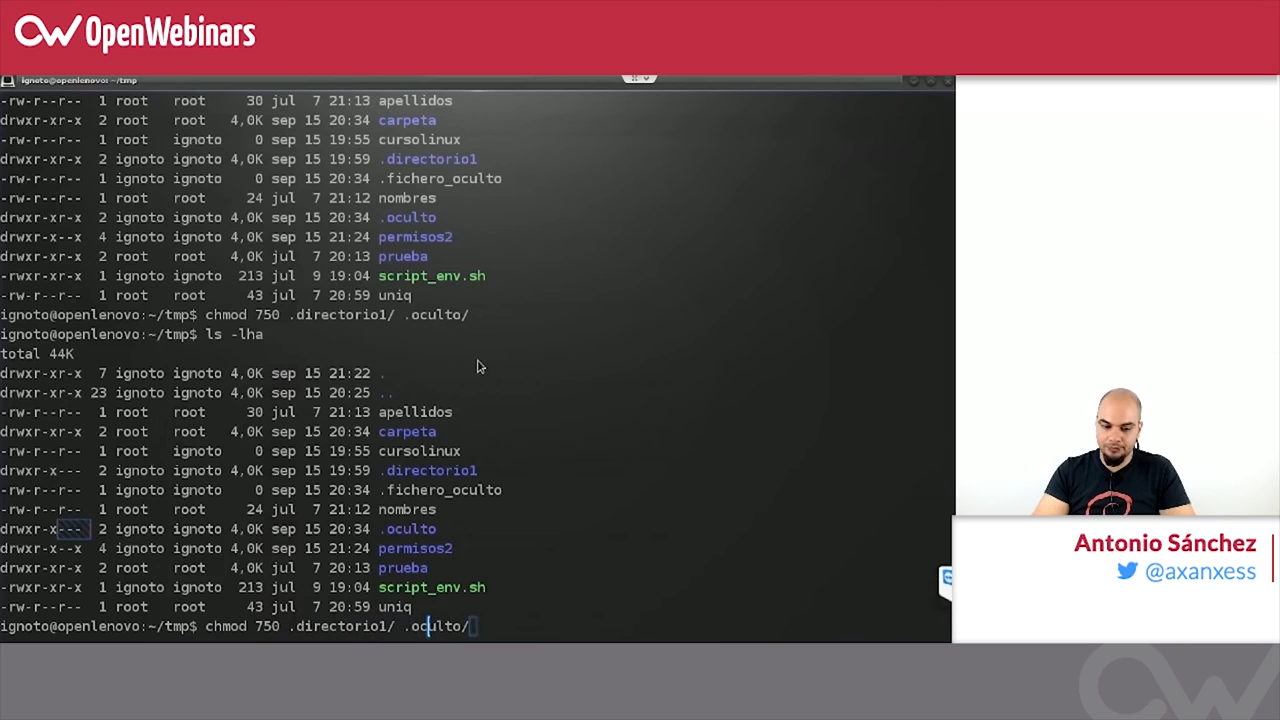 OpenWebinars
ignoto@openlenovo: ~/tmp
-rw-r--r-- 1 root root 30 jul 7 21:13 apellidos
drwxr-xr-x 2 root root 4,0K sep 15 20:34 carpeta
-rw-r--r-- 1 root ignoto 0 sep 15 19:55 cursolinux
drwxr-xr-x 2 ignoto ignoto 4,0K sep 15 19:59 .directorio1
-rw-r--r-- 1 ignoto ignoto 0 sep 15 20:34 .fichero_oculto
-rw-r--r-- 1 root root 24 jul 7 21:12 nombres
drwxr-xr-x 2 ignoto ignoto 4,0K sep 15 20:34 .oculto
drwxr-x--x 4 ignoto ignoto 4,0K sep 15 21:24 permisos2
drwxr-xr-x 2 ignoto ignoto 4,0K jul 7 20:13 prueba
-rwxr-xr-x 1 ignoto ignoto 213 jul 9 19:04 script_env.sh
-rw-r--r-- 1 root root 43 jul 7 20:59 uniq
ignoto@openlenovo:~/tmp$ chmod 750 .directorio1/ .oculto/
ignoto@openlenovo:~/tmp$ ls -lha
total 44K
drwxr-xr-x 7 ignoto ignoto 4,0K sep 15 21:22 .
drwxr-xr-x 23 ignoto ignoto 4,0K sep 15 20:25 ..
-rw-r--r-- 1 root root 30 jul 7 21:13 apellidos
drwxr-xr-x 2 root root 4,0K sep 15 20:34 carpeta
-rw-r--r-- 1 root ignoto 0 sep 15 19:55 cursolinux
drwxr-x--- 2 ignoto ignoto 4,0K sep 15 19:59 .directorio1
-rw-r--r-- 1 ignoto ignoto 0 sep 15 20:34 .fichero_oculto
-rw-r--r-- 1 root root 24 jul 7 21:12 nombres
drwxr-x--- 2 ignoto ignoto 4,0K sep 15 20:34 .oculto
drwxr-x--x 4 ignoto ignoto 4,0K sep 15 21:24 permisos2
drwxr-xr-x 2 ignoto ignoto 4,0K jul 7 20:13 prueba
-rwxr-xr-x 1 ignoto ignoto 213 jul 9 19:04 script_env.sh
-rw-r--r-- 1 root root 43 jul 7 20:59 uniq
ignoto@openlenovo:~/tmp$ chmod 750 .directorio1/ .oculto/
Antonio Sánchez
@axanxess